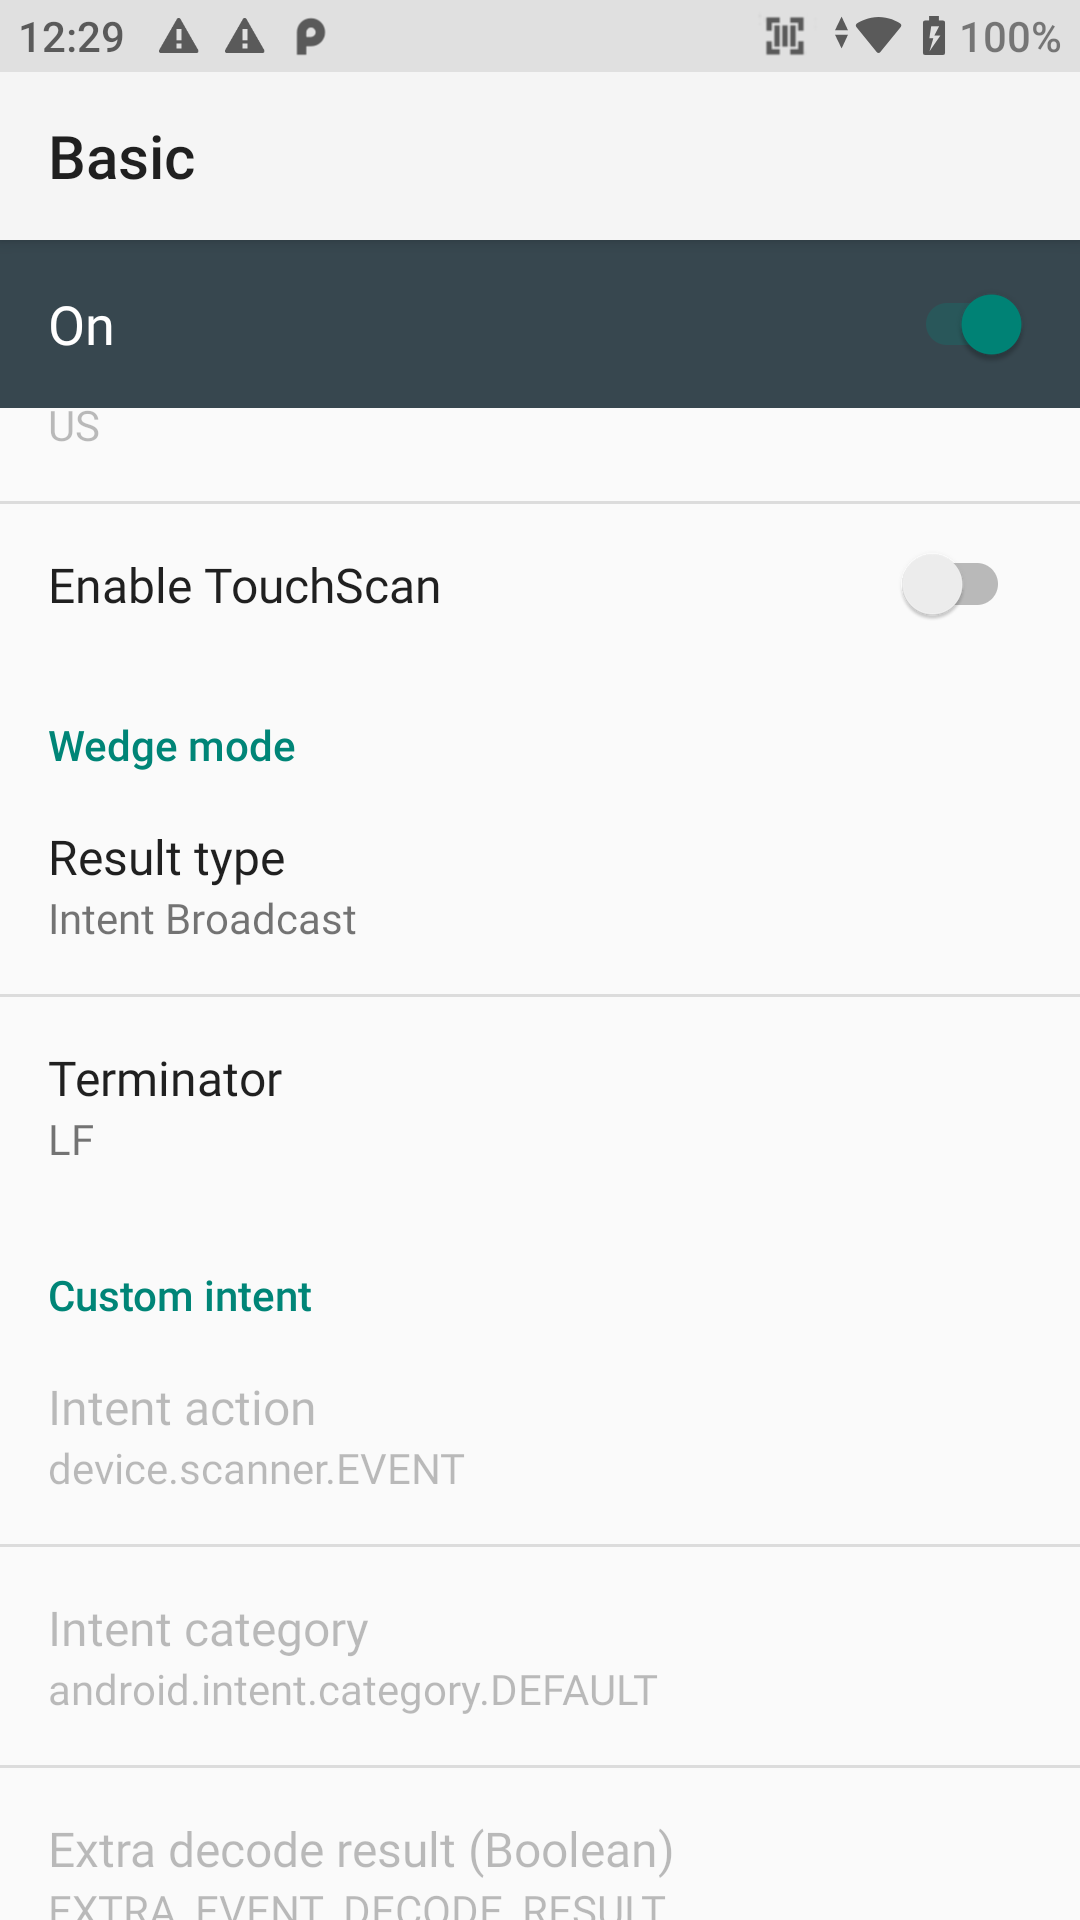 12:29 100%
Basic
On
US
Enable TouchScan
Wedge mode
Result type
Intent Broadcast
Terminator
LF
Custom intent
Intent action
device.scanner.EVENT
Intent category
android.intent.category.DEFAULT
Extra decode result (Boolean)
EXTRA_EVENT_DECODE_RESULT